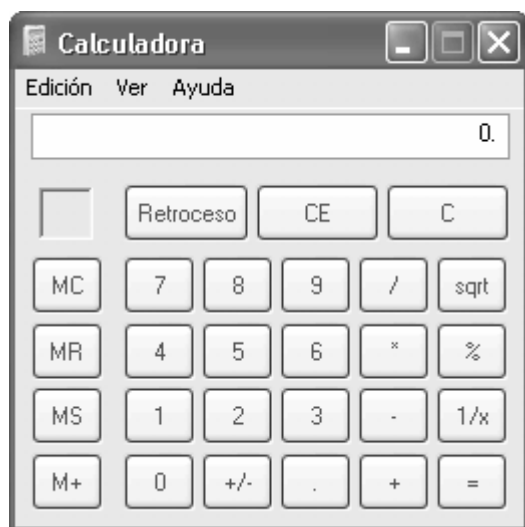 Calculadora
Edición Ver Ayuda
0.
Retroceso CE C
MC 7 8 9 / sqrt
MR 4 5 6 * %
MS 1 2 3 - 1/x
M+ 0 +/- . + =